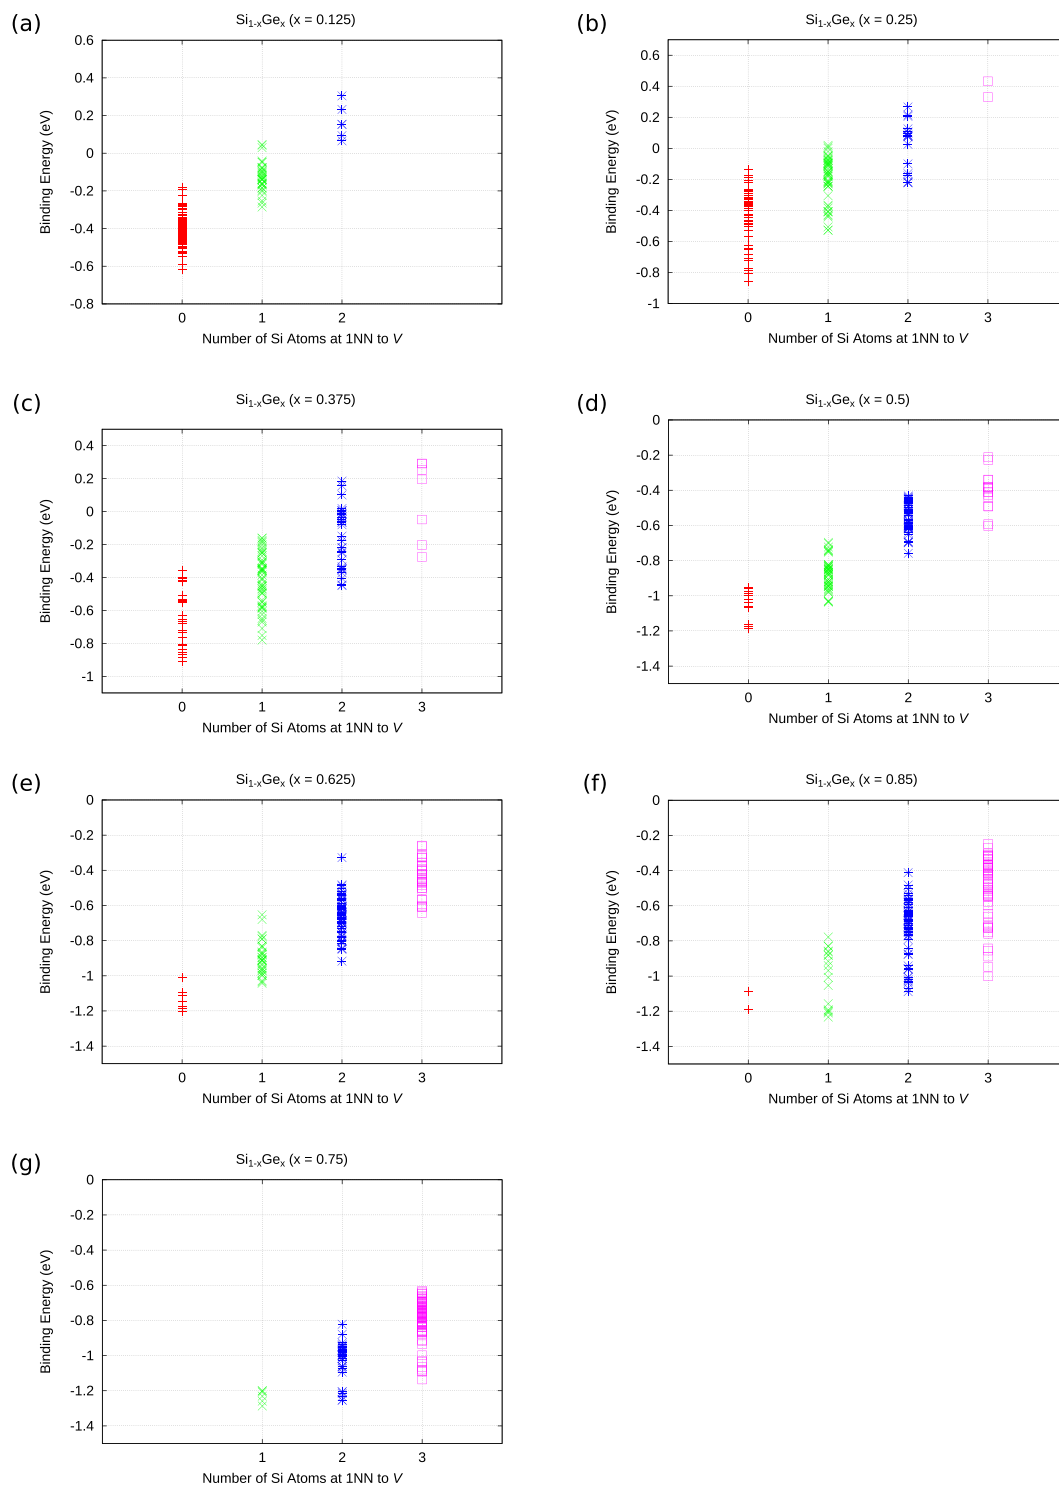 (a)
Si1-xGex (x = 0.125)
0.6
0.4
0.2
0
-0.2
-0.4
-0.6
-0.8
Binding Energy (eV)
0 1 2
Number of Si Atoms at 1NN to V
(b)
Si1-xGex (x = 0.25)
0.6
0.4
0.2
0
-0.2
-0.4
-0.6
-0.8
-1
Binding Energy (eV)
0 1 2 3
Number of Si Atoms at 1NN to V
(c)
Si1-xGex (x = 0.375)
0.4
0.2
0
-0.2
-0.4
-0.6
-0.8
-1
Binding Energy (eV)
0 1 2 3
Number of Si Atoms at 1NN to V
(d)
Si1-xGex (x = 0.5)
0
-0.2
-0.4
-0.6
-0.8
-1
-1.2
-1.4
Binding Energy (eV)
0 1 2 3
Number of Si Atoms at 1NN to V
(e)
Si1-xGex (x = 0.625)
0
-0.2
-0.4
-0.6
-0.8
-1
-1.2
-1.4
Binding Energy (eV)
0 1 2 3
Number of Si Atoms at 1NN to V
(f)
Si1-xGex (x = 0.85)
0
-0.2
-0.4
-0.6
-0.8
-1
-1.2
-1.4
Binding Energy (eV)
0 1 2 3
Number of Si Atoms at 1NN to V
(g)
Si1-xGex (x = 0.75)
0
-0.2
-0.4
-0.6
-0.8
-1
-1.2
-1.4
Binding Energy (eV)
1 2 3
Number of Si Atoms at 1NN to V